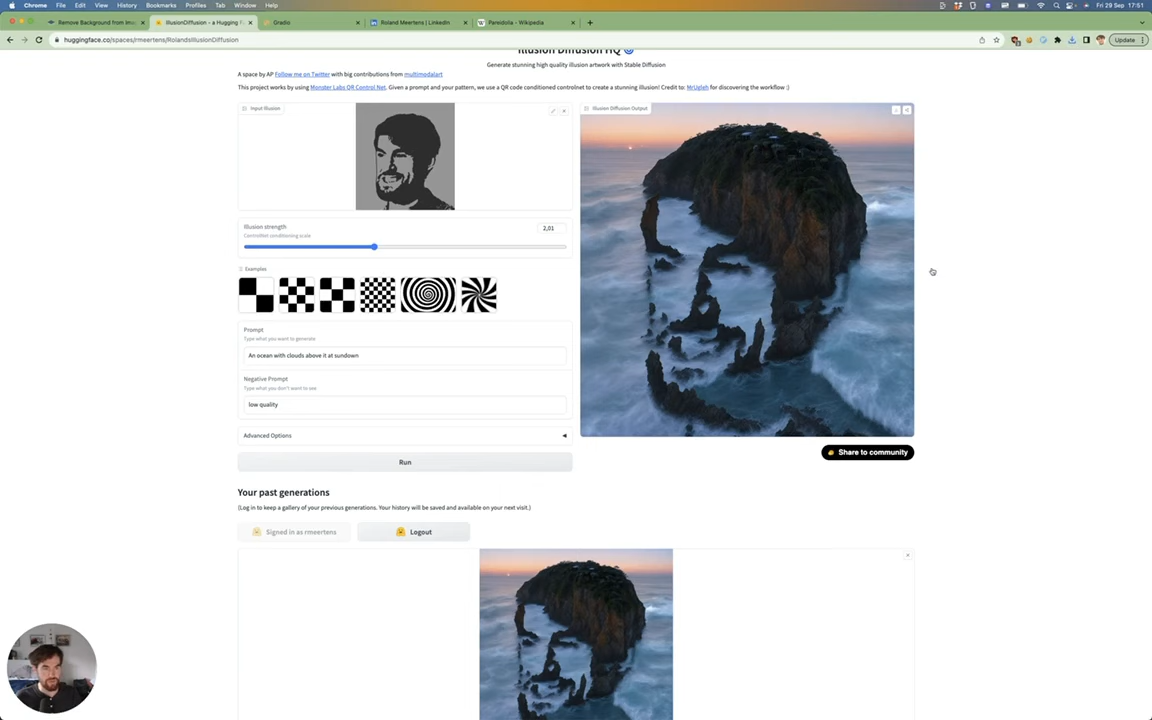 Chrome File Edit View History Bookmarks Profiles Tab Window Help
Fri 29 Sep 17:51
Remove Background from Imag
IllusionDiffusion - a Hugging F
Gradio
Roland Meertens | LinkedIn
Pareidolia - Wikipedia
huggingface.co/spaces/rmeertens/RolandsIllusionDiffusion
Update
Illusion Diffusion HQ
Generate stunning high quality illusion artwork with Stable Diffusion
A space by AP Follow me on Twitter with big contributions from multimodalart
This project works by using Monster Labs QR Control Net. Given a prompt and your pattern, we use a QR code conditioned controlnet to create a stunning illusion! Credit to: MrUgleh for discovering the workflow :)
Input Illusion
Illusion Diffusion Output
Illusion strength
2,01
ControlNet conditioning scale
Examples
Prompt
Type what you want to generate
An ocean with clouds above it at sundown
Negative Prompt
Type what you don't want to see
low quality
Advanced Options
Run
Share to community
Your past generations
(Log in to keep a gallery of your previous generations. Your history will be saved and available on your next visit.)
Signed in as rmeertens
Logout